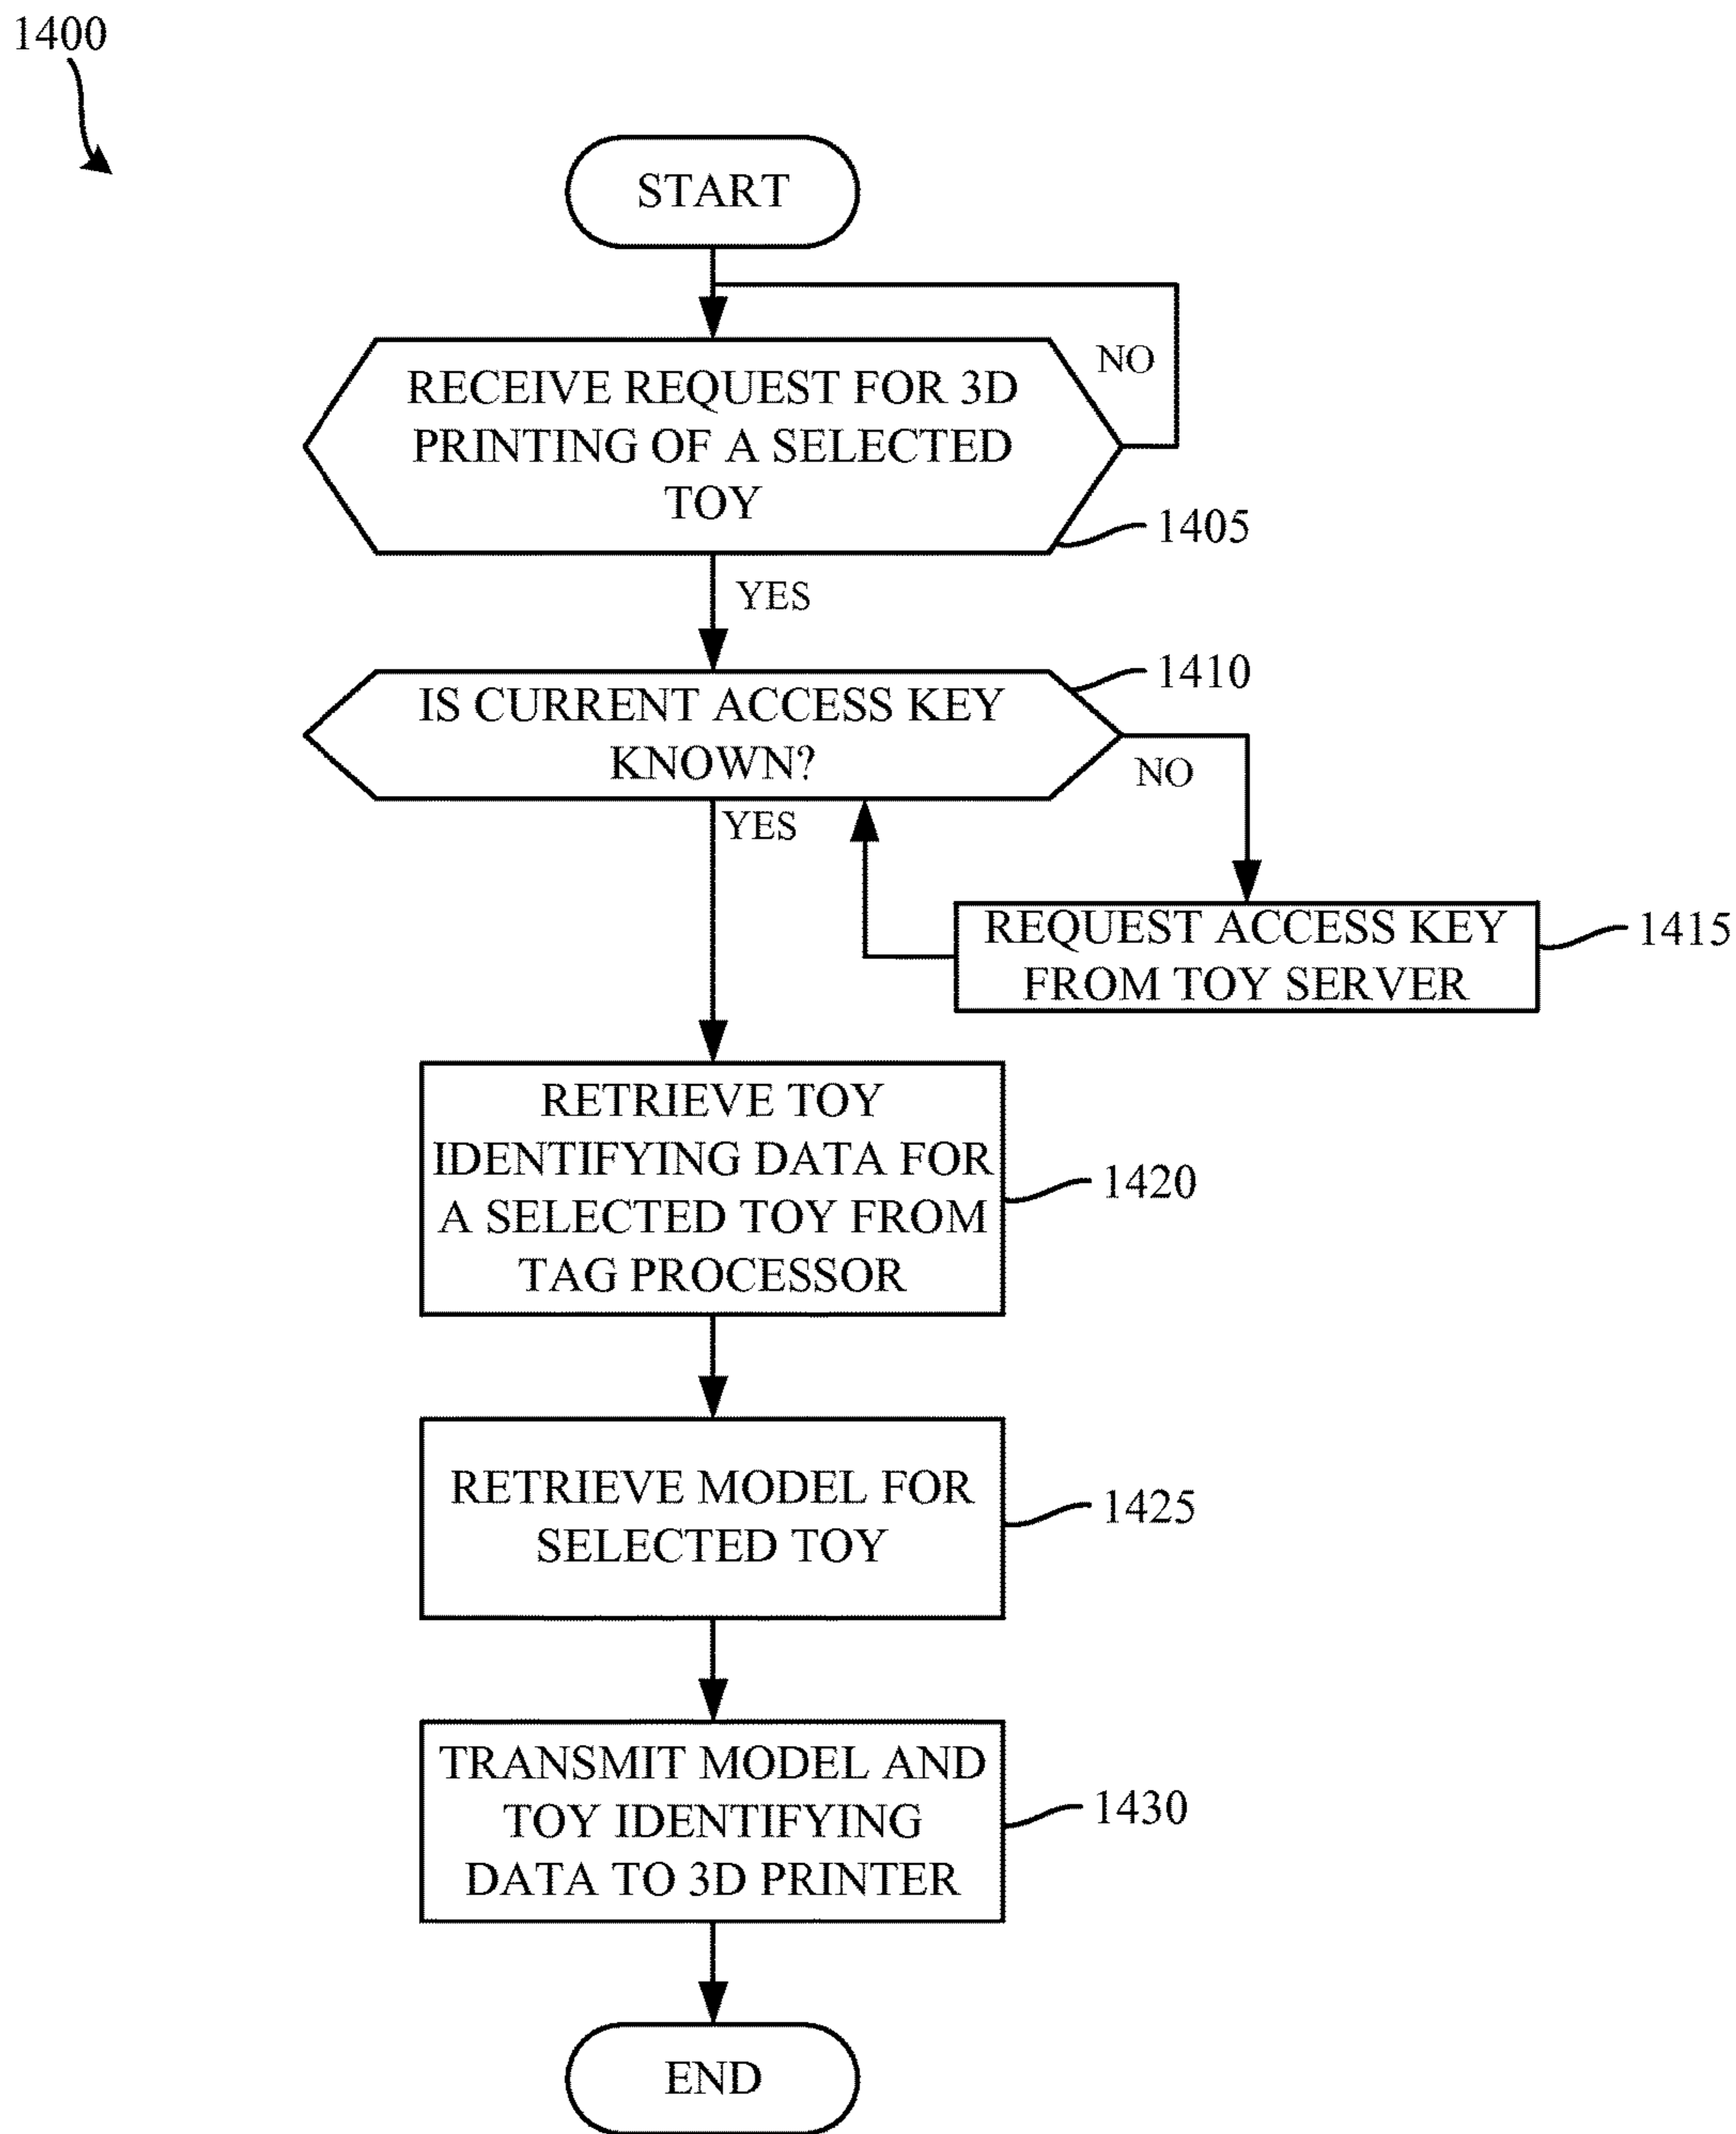 1400
START
NO
RECEIVE REQUEST FOR 3D
PRINTING OF A SELECTED
TOY
1405
YES
1410
IS CURRENT ACCESS KEY
KNOWN?
NO
YES
REQUEST ACCESS KEY
FROM TOY SERVER
1415
RETRIEVE TOY
IDENTIFYING DATA FOR
A SELECTED TOY FROM
TAG PROCESSOR
1420
RETRIEVE MODEL FOR
SELECTED TOY
1425
TRANSMIT MODEL AND
TOY IDENTIFYING
DATA TO 3D PRINTER
1430
END